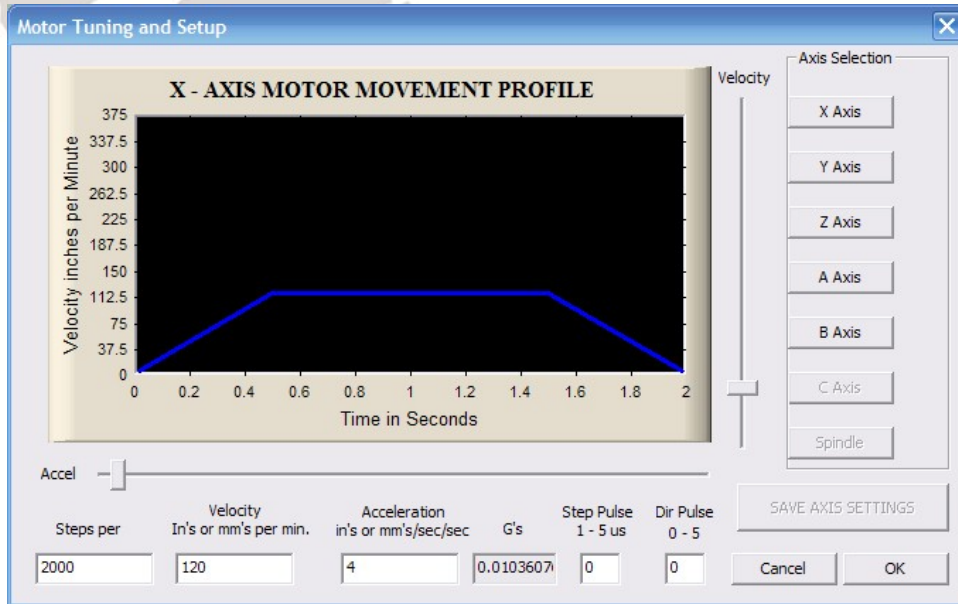 Motor Tuning and Setup
X - AXIS MOTOR MOVEMENT PROFILE
Velocity inches per Minute
375
337.5
300
262.5
225
187.5
150
112.5
75
37.5
0
0 0.2 0.4 0.6 0.8 1 1.2 1.4 1.6 1.8 2
Time in Seconds
Velocity
Axis Selection
X Axis
Y Axis
Z Axis
A Axis
B Axis
C Axis
Spindle
Accel
Steps per
2000
Velocity
In's or mm's per min.
120
Acceleration
in's or mm's/sec/sec
4
G's
Step Pulse
1 - 5 us
0
Dir Pulse
0 - 5
0
SAVE AXIS SETTINGS
Cancel
OK